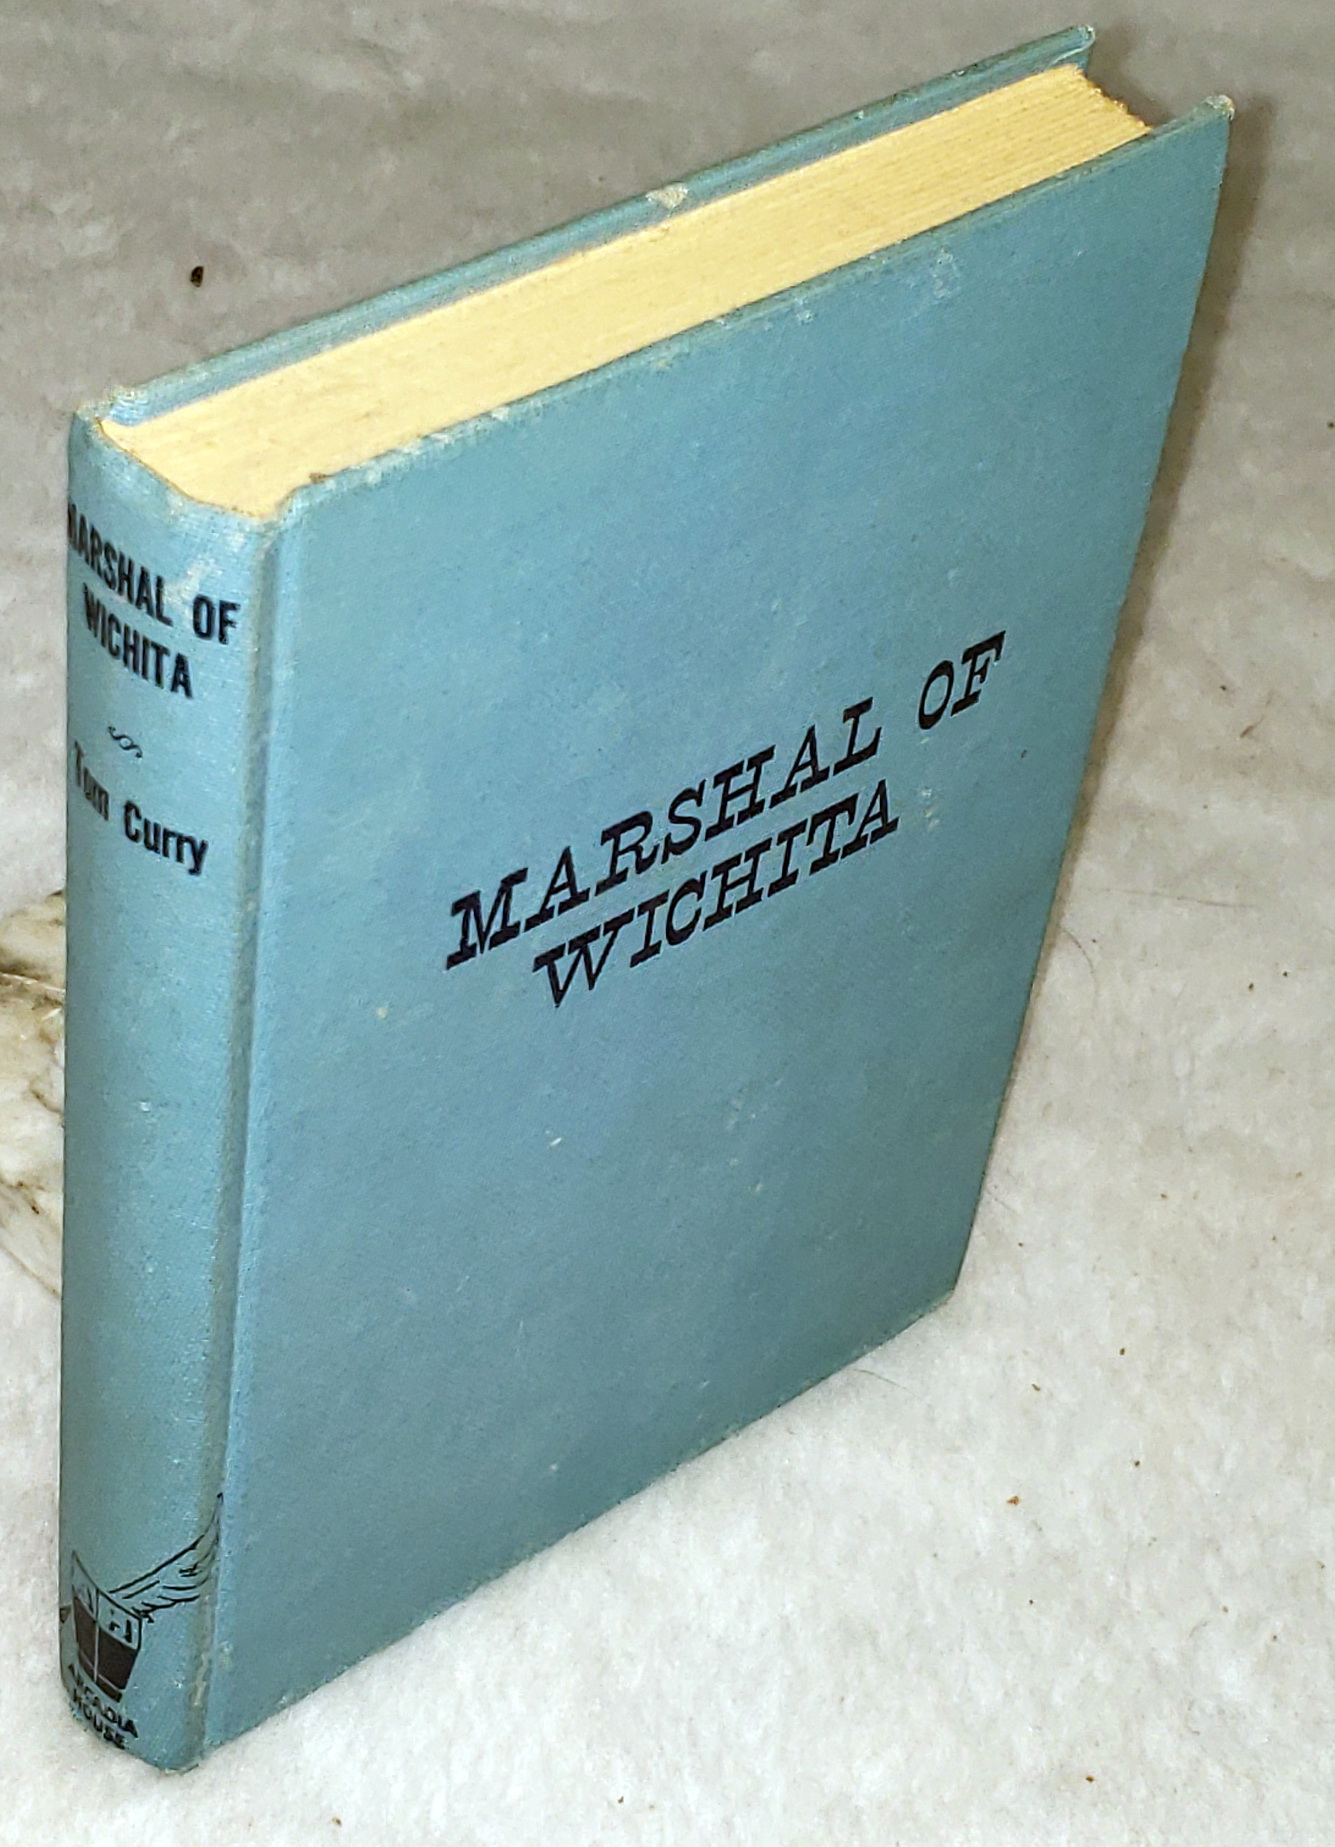 MARSHAL OF
WICHITA
Tom Curry
ARCADIA
HOUSE
MARSHAL OF
WICHITA